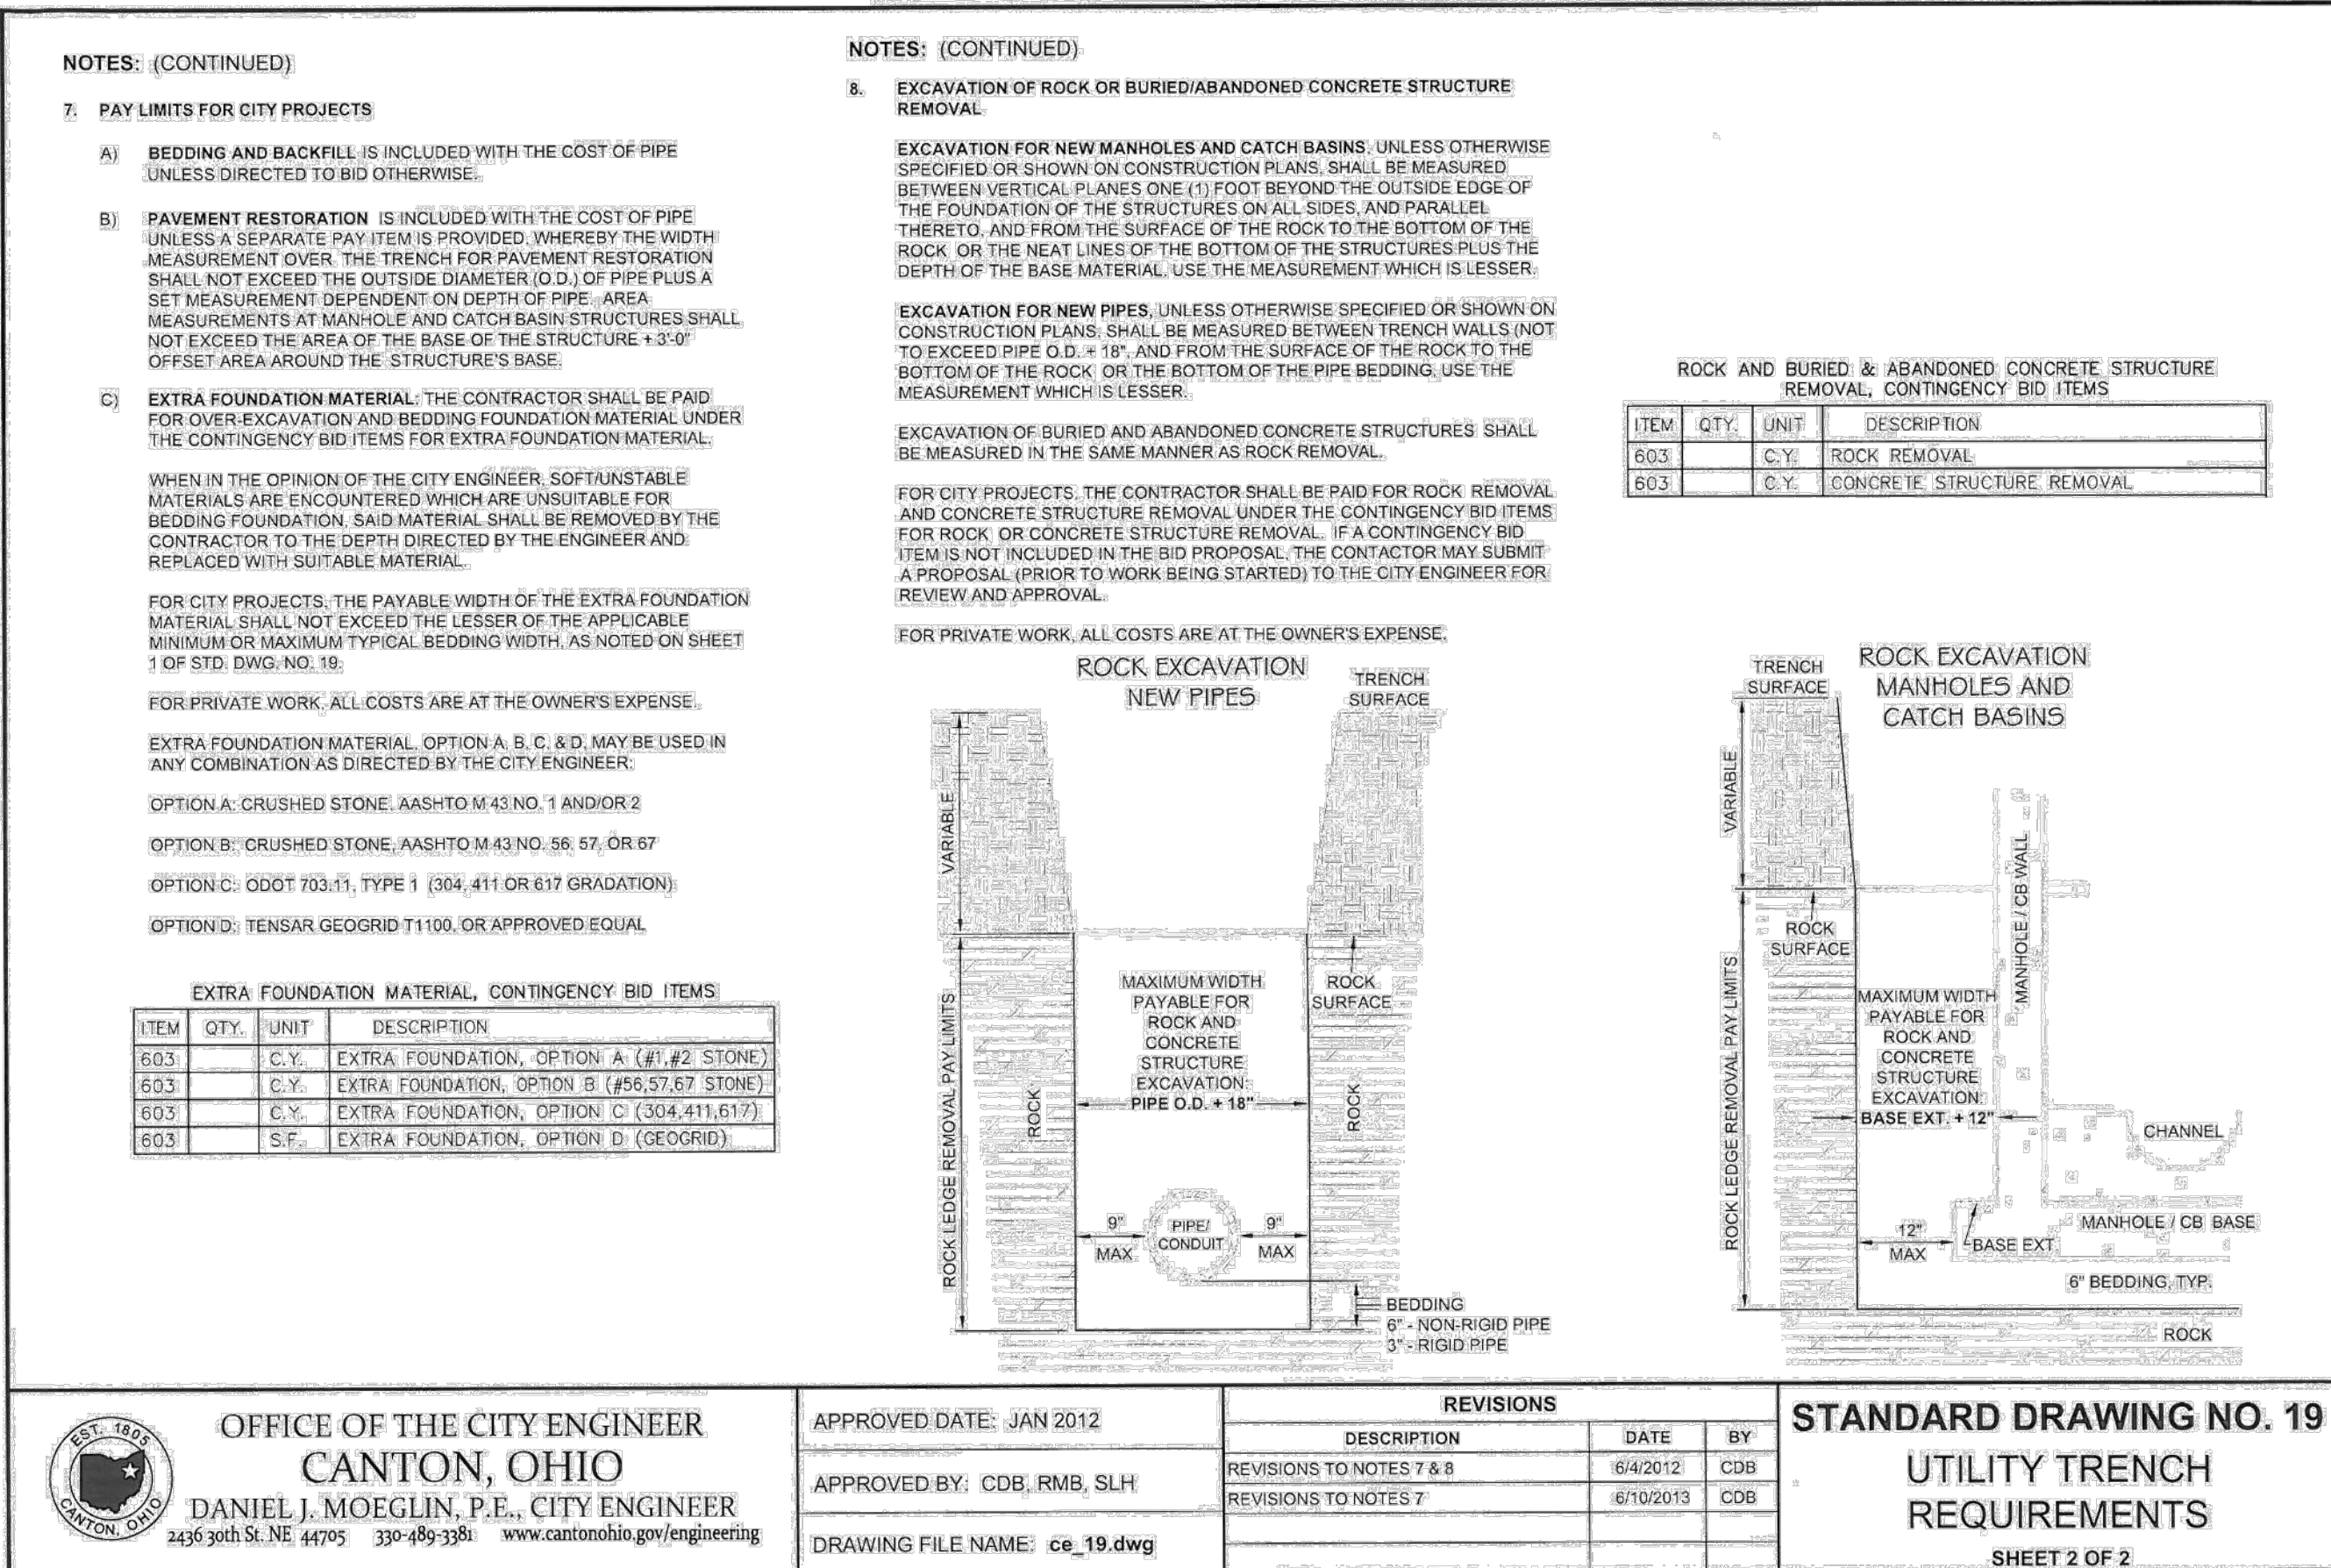 NOTES: (CONTINUED)
7. PAY LIMITS FOR CITY PROJECTS
A) BEDDING AND BACKFILL IS INCLUDED WITH THE COST OF PIPE
UNLESS DIRECTED TO BID OTHERWISE.
B) PAVEMENT RESTORATION IS INCLUDED WITH THE COST OF PIPE
UNLESS A SEPARATE PAY ITEM IS PROVIDED, WHEREBY THE WIDTH
MEASUREMENT OVER THE TRENCH FOR PAVEMENT RESTORATION
SHALL NOT EXCEED THE OUTSIDE DIAMETER (O.D.) OF PIPE PLUS A
SET MEASUREMENT DEPENDENT ON DEPTH OF PIPE. AREA
MEASUREMENTS AT MANHOLE AND CATCH BASIN STRUCTURES SHALL
NOT EXCEED THE AREA OF THE BASE OF THE STRUCTURE + 3'-0"
OFFSET AREA AROUND THE STRUCTURE'S BASE.
C) EXTRA FOUNDATION MATERIAL: THE CONTRACTOR SHALL BE PAID
FOR OVER-EXCAVATION AND BEDDING FOUNDATION MATERIAL UNDER
THE CONTINGENCY BID ITEMS FOR EXTRA FOUNDATION MATERIAL.
WHEN IN THE OPINION OF THE CITY ENGINEER, SOFT/UNSTABLE
MATERIALS ARE ENCOUNTERED WHICH ARE UNSUITABLE FOR
BEDDING FOUNDATION, SAID MATERIAL SHALL BE REMOVED BY THE
CONTRACTOR TO THE DEPTH DIRECTED BY THE ENGINEER AND
REPLACED WITH SUITABLE MATERIAL.
FOR CITY PROJECTS, THE PAYABLE WIDTH OF THE EXTRA FOUNDATION
MATERIAL SHALL NOT EXCEED THE LESSER OF THE APPLICABLE
MINIMUM OR MAXIMUM TYPICAL BEDDING WIDTH, AS NOTED ON SHEET
1 OF STD. DWG. NO. 19.
FOR PRIVATE WORK, ALL COSTS ARE AT THE OWNER'S EXPENSE.
EXTRA FOUNDATION MATERIAL, OPTION A, B, C, & D, MAY BE USED IN
ANY COMBINATION AS DIRECTED BY THE CITY ENGINEER:
OPTION A: CRUSHED STONE, AASHTO M 43 NO. 1 AND/OR 2
OPTION B: CRUSHED STONE, AASHTO M 43 NO. 56, 57, OR 67
OPTION C: ODOT 703.11, TYPE 1 (304, 411 OR 617 GRADATION)
OPTION D: TENSAR GEOGRID T1100, OR APPROVED EQUAL
EXTRA FOUNDATION MATERIAL, CONTINGENCY BID ITEMS
ITEM QTY. UNIT DESCRIPTION
603 C.Y. EXTRA FOUNDATION, OPTION A (#1,#2 STONE)
603 C.Y. EXTRA FOUNDATION, OPTION B (#56,57,67 STONE)
603 C.Y. EXTRA FOUNDATION, OPTION C (304,411,617)
603 S.F. EXTRA FOUNDATION, OPTION D (GEOGRID)
NOTES: (CONTINUED)
8. EXCAVATION OF ROCK OR BURIED/ABANDONED CONCRETE STRUCTURE
REMOVAL
EXCAVATION FOR NEW MANHOLES AND CATCH BASINS, UNLESS OTHERWISE
SPECIFIED OR SHOWN ON CONSTRUCTION PLANS, SHALL BE MEASURED
BETWEEN VERTICAL PLANES ONE (1) FOOT BEYOND THE OUTSIDE EDGE OF
THE FOUNDATION OF THE STRUCTURES ON ALL SIDES, AND PARALLEL
THERETO, AND FROM THE SURFACE OF THE ROCK TO THE BOTTOM OF THE
ROCK OR THE NEAT LINES OF THE BOTTOM OF THE STRUCTURES PLUS THE
DEPTH OF THE BASE MATERIAL, USE THE MEASUREMENT WHICH IS LESSER.
EXCAVATION FOR NEW PIPES, UNLESS OTHERWISE SPECIFIED OR SHOWN ON
CONSTRUCTION PLANS, SHALL BE MEASURED BETWEEN TRENCH WALLS (NOT
TO EXCEED PIPE O.D. + 18", AND FROM THE SURFACE OF THE ROCK TO THE
BOTTOM OF THE ROCK OR THE BOTTOM OF THE PIPE BEDDING, USE THE
MEASUREMENT WHICH IS LESSER.
EXCAVATION OF BURIED AND ABANDONED CONCRETE STRUCTURES SHALL
BE MEASURED IN THE SAME MANNER AS ROCK REMOVAL.
FOR CITY PROJECTS, THE CONTRACTOR SHALL BE PAID FOR ROCK REMOVAL
AND CONCRETE STRUCTURE REMOVAL UNDER THE CONTINGENCY BID ITEMS
FOR ROCK OR CONCRETE STRUCTURE REMOVAL. IF A CONTINGENCY BID
ITEM IS NOT INCLUDED IN THE BID PROPOSAL, THE CONTACTOR MAY SUBMIT
A PROPOSAL (PRIOR TO WORK BEING STARTED) TO THE CITY ENGINEER FOR
REVIEW AND APPROVAL.
FOR PRIVATE WORK, ALL COSTS ARE AT THE OWNER'S EXPENSE.
ROCK EXCAVATION
NEW PIPES
TRENCH
SURFACE
VARIABLE
ROCK LEDGE REMOVAL PAY LIMITS
ROCK
MAXIMUM WIDTH
PAYABLE FOR
ROCK AND
CONCRETE
STRUCTURE
EXCAVATION:
PIPE O.D. + 18"
ROCK
SURFACE
ROCK
9"
MAX
PIPE/
CONDUIT
9"
MAX
BEDDING
6" - NON-RIGID PIPE
3" - RIGID PIPE
ROCK AND BURIED & ABANDONED CONCRETE STRUCTURE
REMOVAL, CONTINGENCY BID ITEMS
ITEM QTY. UNIT DESCRIPTION
603 C.Y. ROCK REMOVAL
603 C.Y. CONCRETE STRUCTURE REMOVAL
TRENCH
SURFACE
ROCK EXCAVATION
MANHOLES AND
CATCH BASINS
VARIABLE
ROCK LEDGE REMOVAL PAY LIMITS
ROCK
SURFACE
MANHOLE / CB WALL
MAXIMUM WIDTH
PAYABLE FOR
ROCK AND
CONCRETE
STRUCTURE
EXCAVATION:
BASE EXT. + 12"
CHANNEL
12"
MAX
BASE EXT.
MANHOLE / CB BASE
6" BEDDING, TYP.
ROCK
EST. 1805
CANTON, OHIO
OFFICE OF THE CITY ENGINEER
CANTON, OHIO
DANIEL J. MOEGLIN, P.E., CITY ENGINEER
2436 30th St. NE 44705 330-489-3381 www.cantonohio.gov/engineering
APPROVED DATE: JAN 2012
APPROVED BY: CDB, RMB, SLH
DRAWING FILE NAME: ce_19.dwg
REVISIONS
DESCRIPTION DATE BY
REVISIONS TO NOTES 7 & 8 6/4/2012 CDB
REVISIONS TO NOTES 7 6/10/2013 CDB
STANDARD DRAWING NO. 19
UTILITY TRENCH
REQUIREMENTS
SHEET 2 OF 2